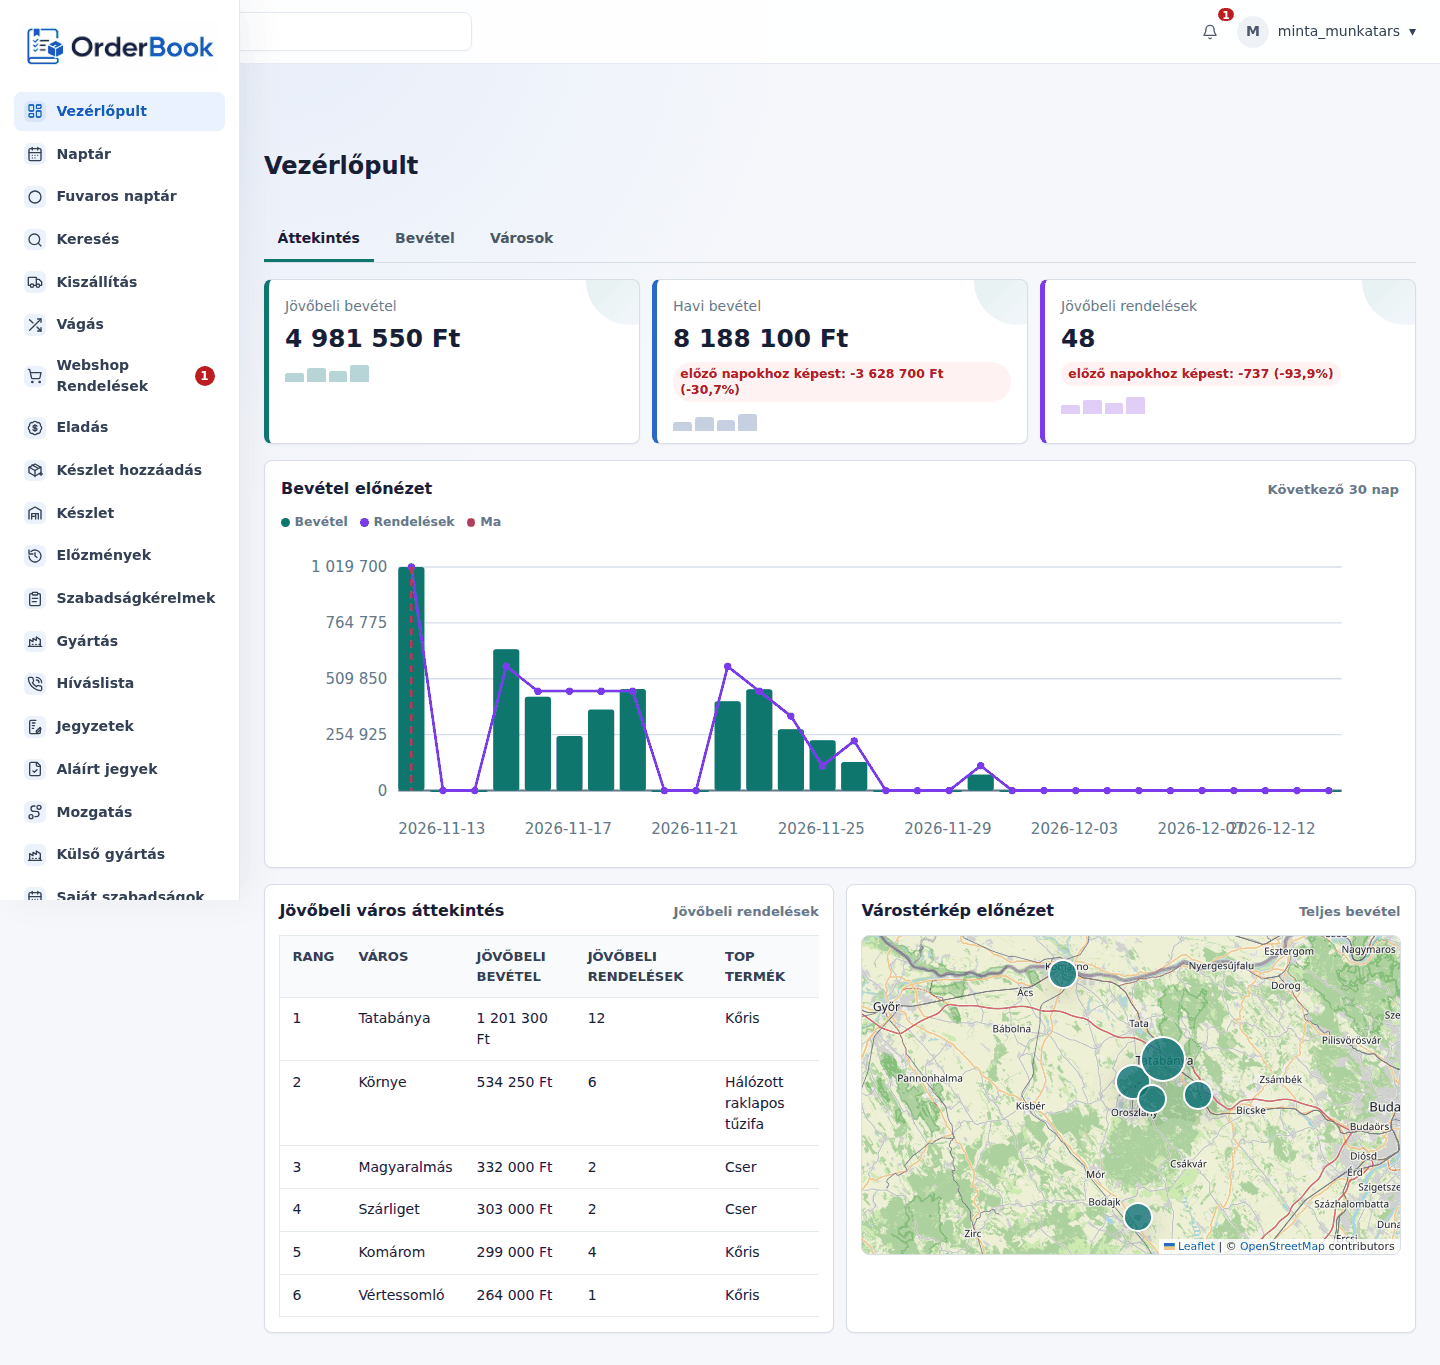 OrderBook
1
M
minta_munkatars ▾
Vezérlőpult
Naptár
Fuvaros naptár
Keresés
Kiszállítás
Vágás
Webshop
Rendelések
1
Eladás
Készlet hozzáadás
Készlet
Előzmények
Szabadságkérelmek
Gyártás
Híváslista
Jegyzetek
Aláírt jegyek
Mozgatás
Külső gyártás
Saját szabadságok
Vezérlőpult
Áttekintés Bevétel Városok
Jövőbeli bevétel
4 981 550 Ft
Havi bevétel
8 188 100 Ft
előző napokhoz képest: -3 628 700 Ft
(-30,7%)
Jövőbeli rendelések
48
előző napokhoz képest: -737 (-93,9%)
Bevétel előnézet
Következő 30 nap
Bevétel Rendelések Ma
1 019 700
764 775
509 850
254 925
0
2026-11-13 2026-11-17 2026-11-21 2026-11-25 2026-11-29 2026-12-03 2026-12-07 2026-12-12
Jövőbeli város áttekintés
Jövőbeli rendelések
RANG VÁROS JÖVŐBELI BEVÉTEL JÖVŐBELI RENDELÉSEK TOP TERMÉK
1 Tatabánya 1 201 300 Ft 12 Kőris
2 Környe 534 250 Ft 6 Hálózott raklapos tűzifa
3 Magyaralmás 332 000 Ft 2 Cser
4 Szárliget 303 000 Ft 2 Cser
5 Komárom 299 000 Ft 4 Kőris
6 Vértessomló 264 000 Ft 1 Kőris
Várostérkép előnézet
Teljes bevétel
Esztergom
Nagymaros
Nyergesújfalu
Ács
Dorog
Győr
Bábolna
Tata
Pilisvörösvár
Pannonhalma
Zsámbék
Kisbér
Oroszlány
Bicske
Buda
Budaörs
Diósd
Csákvár
Érd
Mór
Szigetsze
Bodajk
Százhalombatta
Duna
Zirc
Leaflet | © OpenStreetMap contributors